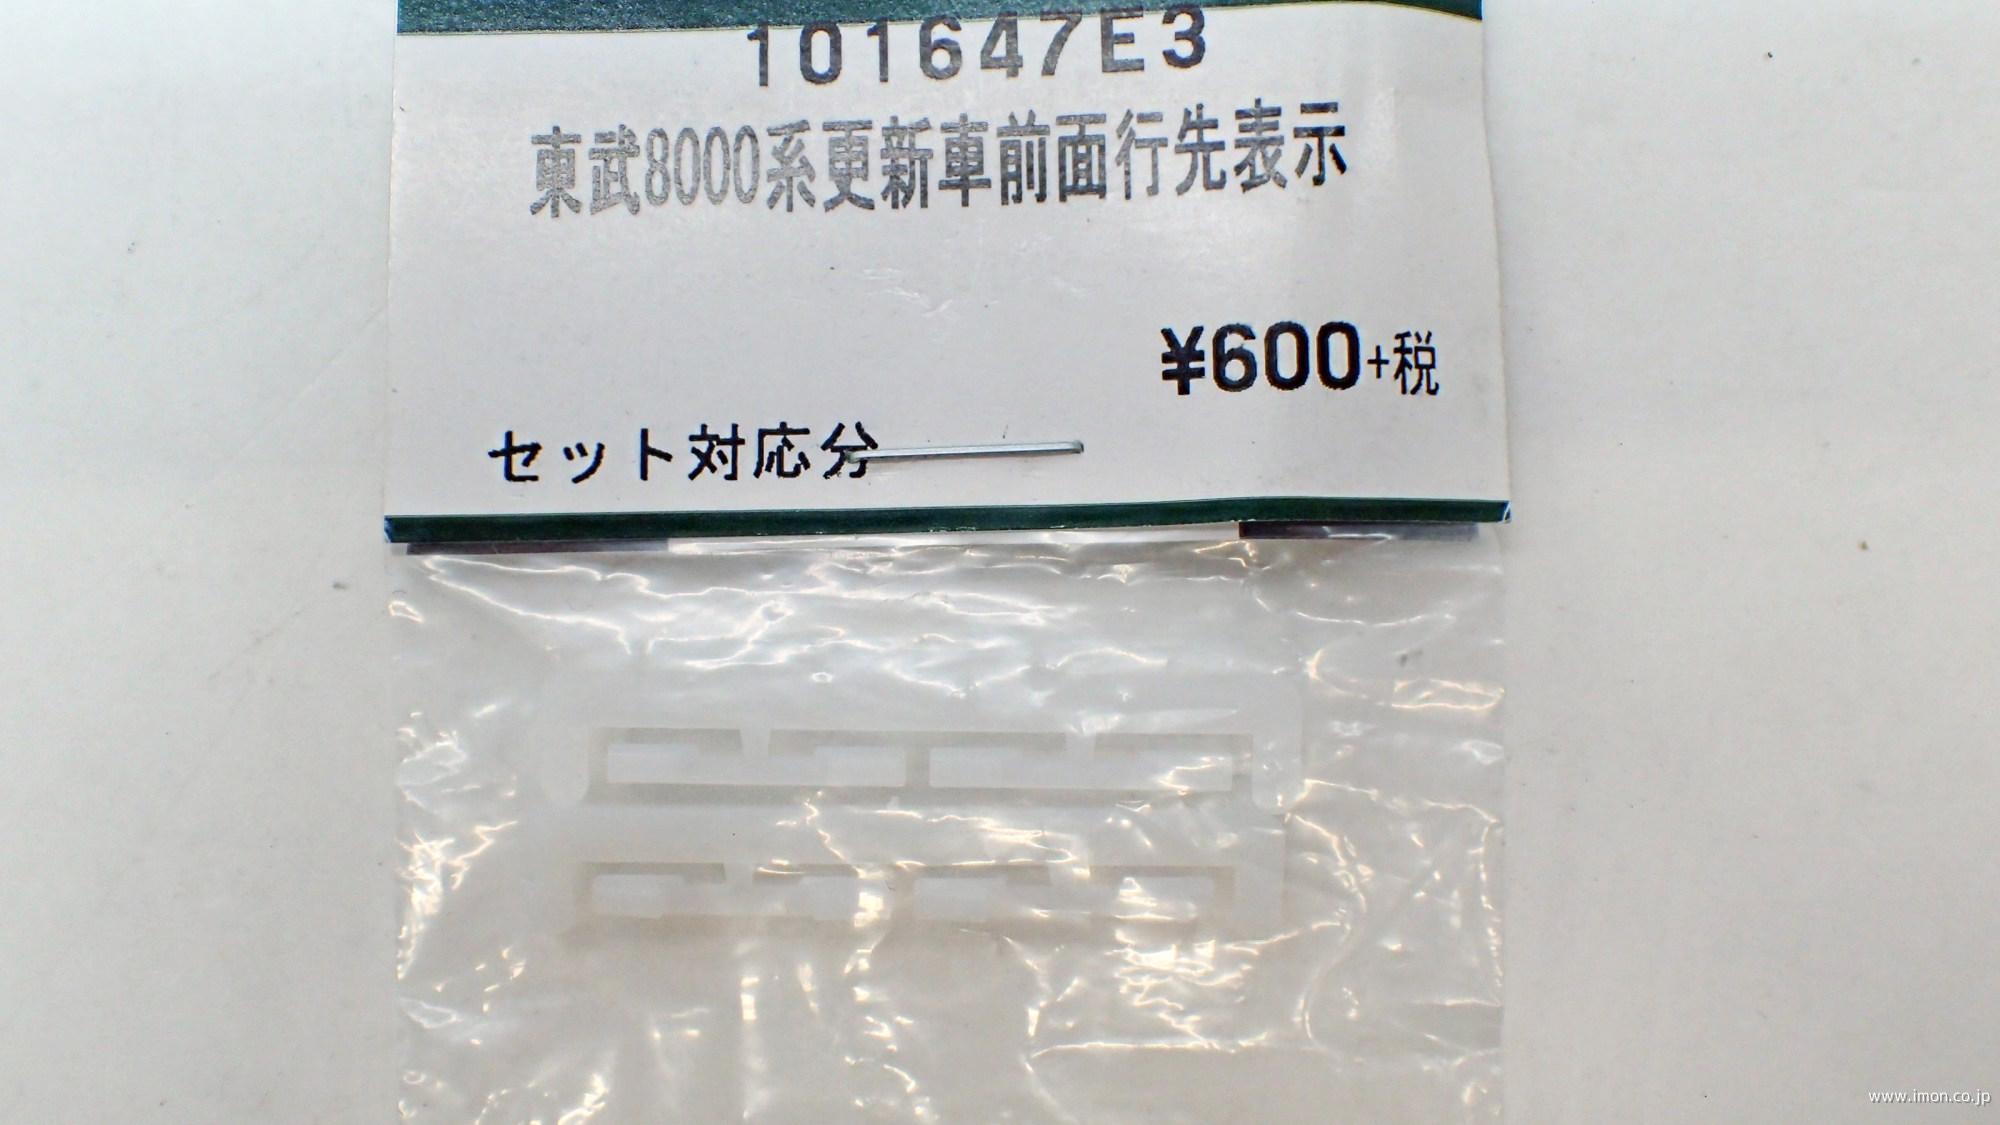 101647E3
東武8000系更新車前面行先表示
¥600+税
セット対応分
www.imon.co.jp